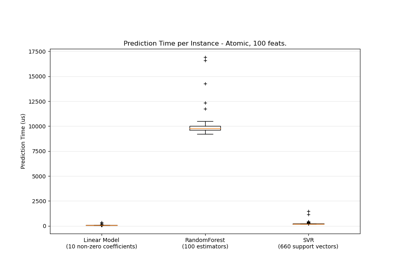 Prediction Time per Instance - Atomic, 100 feats.
17500
15000
12500
10000
7500
5000
2500
0
Prediction Time (us)
Linear Model
(10 non-zero coefficients)
RandomForest
(100 estimators)
SVR
(660 support vectors)